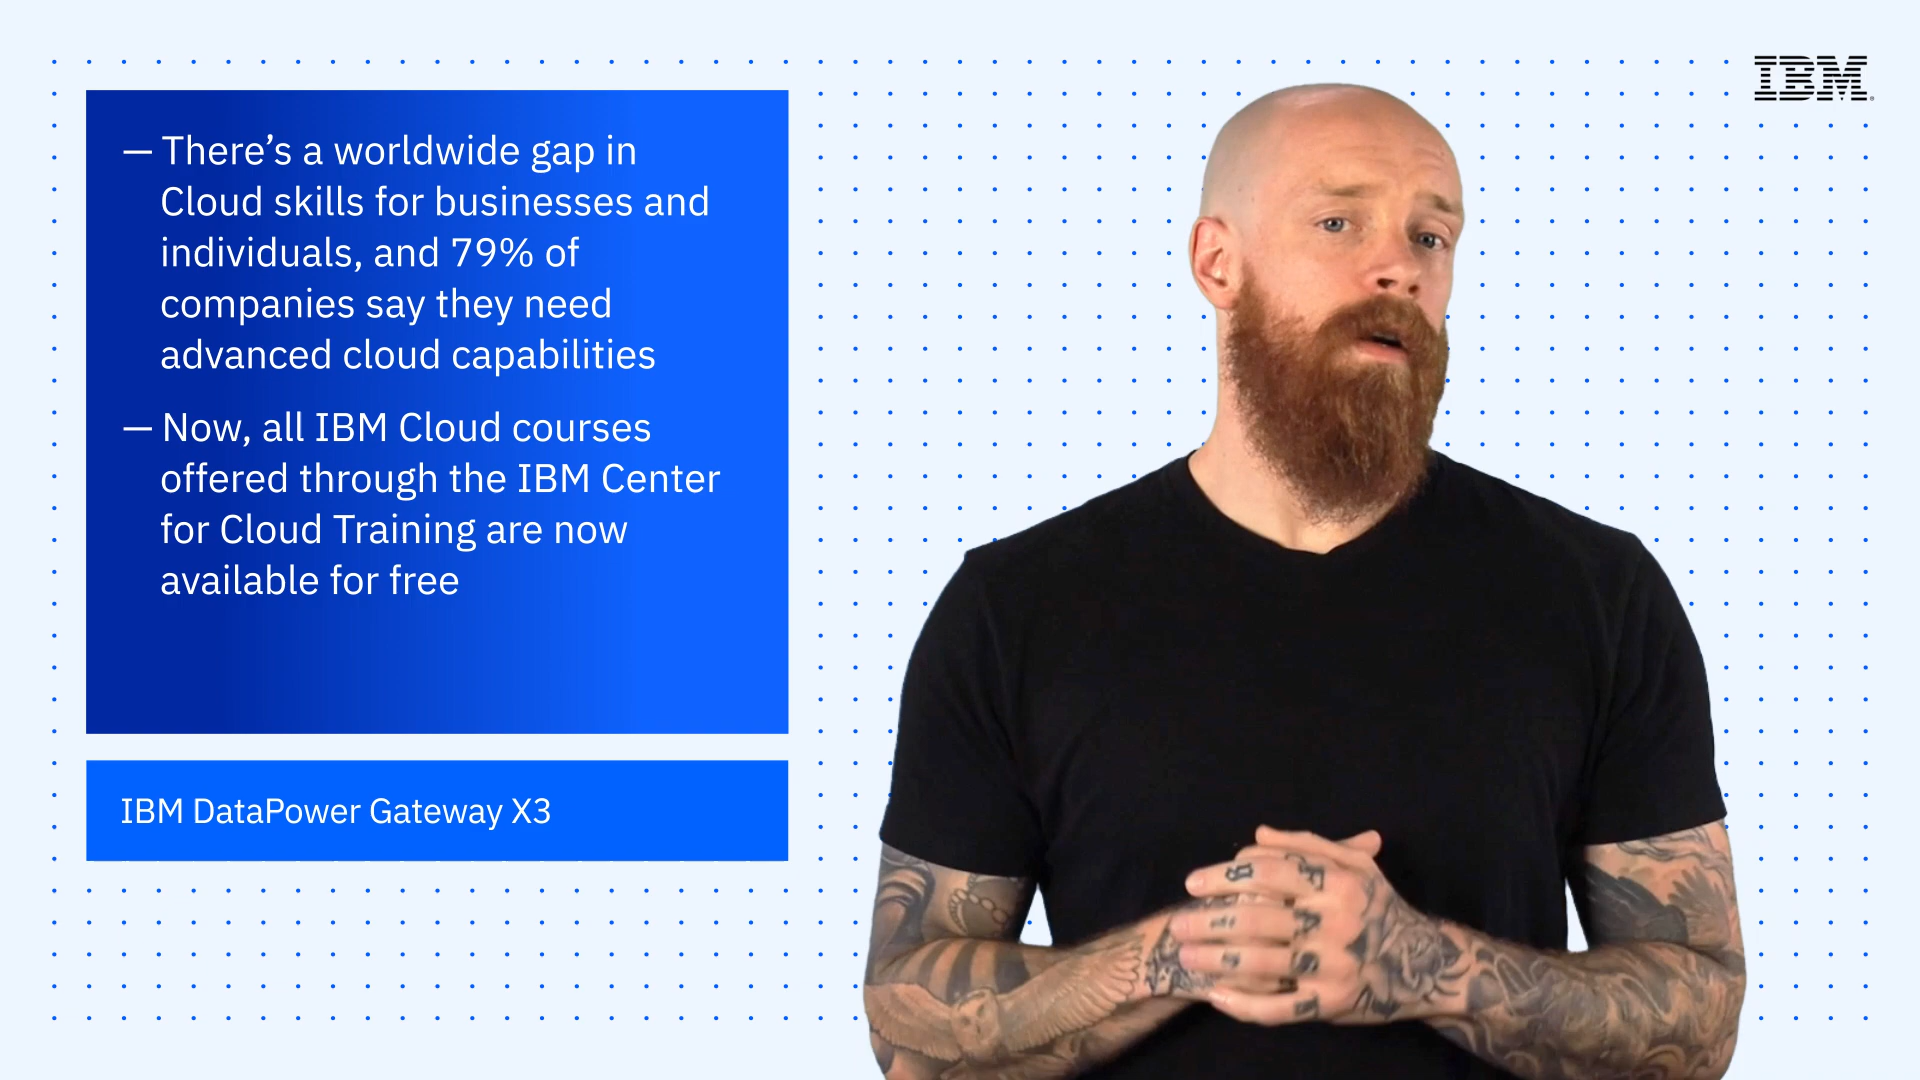 IBM
— There’s a worldwide gap in
Cloud skills for businesses and
individuals, and 79% of
companies say they need
advanced cloud capabilities
— Now, all IBM Cloud courses
offered through the IBM Center
for Cloud Training are now
available for free
IBM DataPower Gateway X3